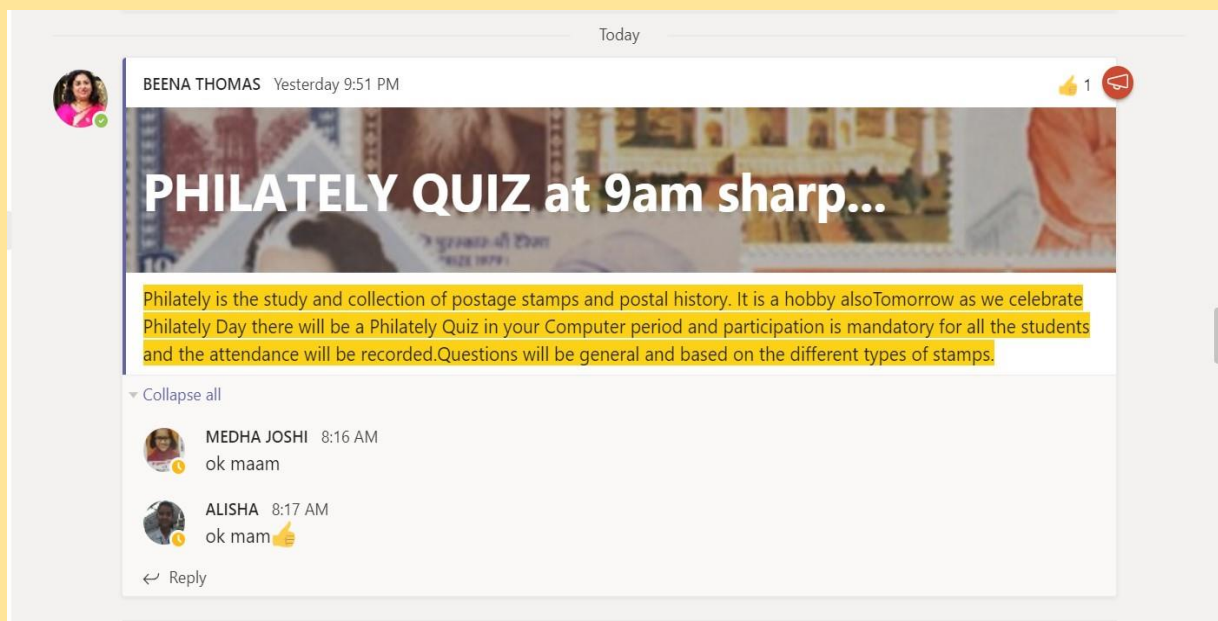 Today
BEENA THOMAS Yesterday 9:51 PM
👍 1
PHILATELY QUIZ at 9am sharp...
Philately is the study and collection of postage stamps and postal history. It is a hobby alsoTomorrow as we celebrate
Philately Day there will be a Philately Quiz in your Computer period and participation is mandatory for all the students
and the attendance will be recorded.Questions will be general and based on the different types of stamps.
Collapse all
MEDHA JOSHI 8:16 AM
ok maam
ALISHA 8:17 AM
ok mam👍
Reply